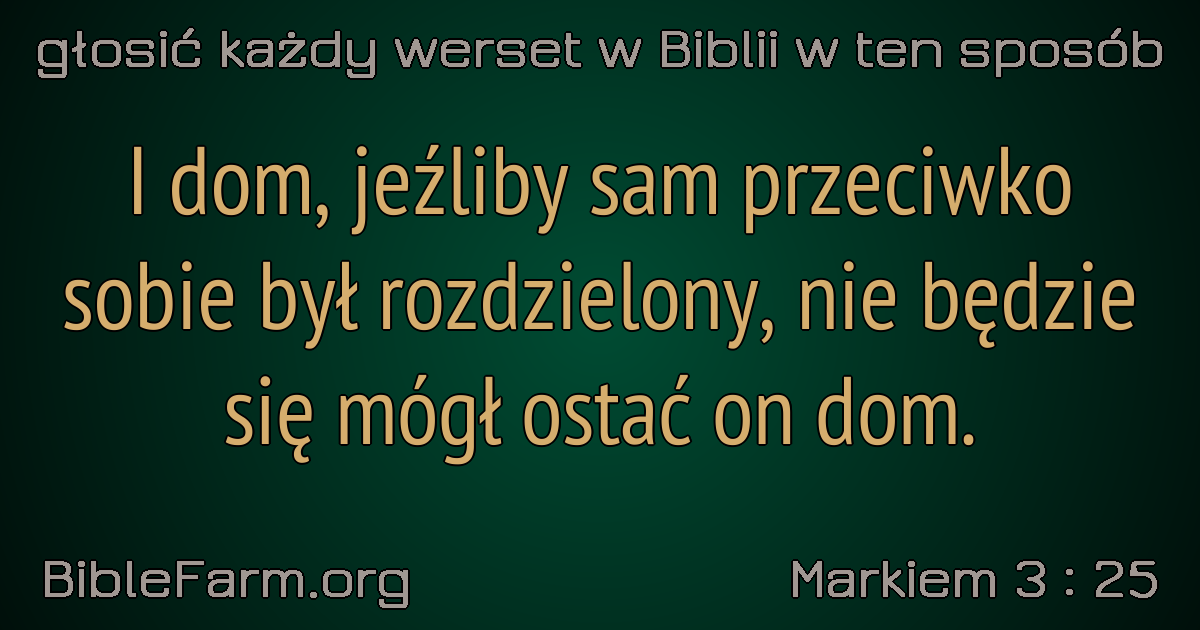 głosić każdy werset w Biblii w ten sposób
I dom, jeźliby sam przeciwko
sobie był rozdzielony, nie będzie
się mógł ostać on dom.
BibleFarm.org
Markiem 3 : 25